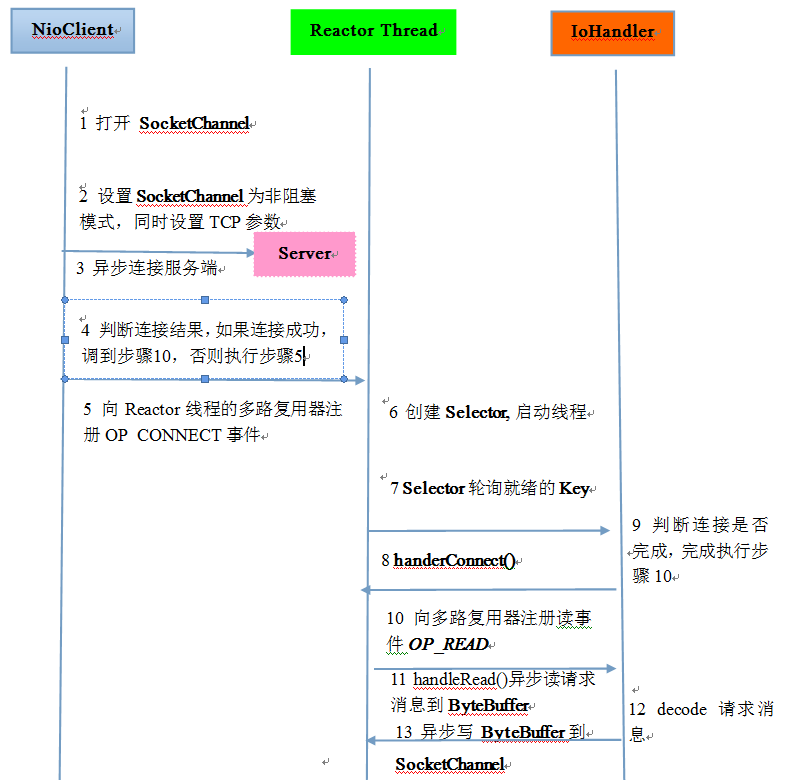 NioClient
Reactor Thread
IoHandler
1 打开 SocketChannel
2 设置 SocketChannel 为非阻塞
模式，同时设置 TCP 参数
Server
3 异步连接服务端
4 判断连接结果，如果连接成功，
调到步骤10，否则执行步骤5
5 向 Reactor 线程的多路复用器注
册 OP_CONNECT 事件
6 创建 Selector, 启动线程
7 Selector 轮询就绪的 Key
8 handerConnect()
9 判断连接是否
完成，完成执行步
骤 10
10 向多路复用器注册读事
件 OP_READ
11 handleRead()异步读请求
消息到 ByteBuffer
12 decode 请求消
息
13 异步写 ByteBuffer 到
SocketChannel